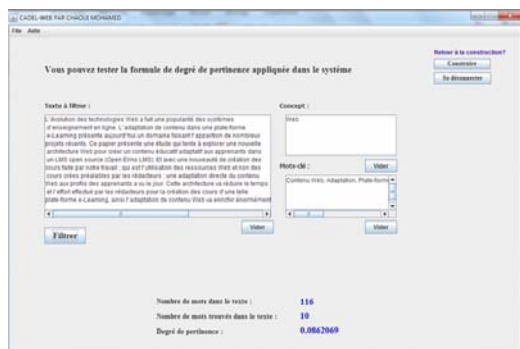 CADEL-WEB PAR CHAOUI MOHAMED
File Aide
Retour à la construction?
Construire
Se déconnecter
Vous pouvez tester la formule de degré de pertinence appliquée dans le système
Texte à filtrer :
L'évolution des technologies Web a fait une popularité des systèmes
d'enseignement en ligne. L'adaptation de contenu dans une plate-forme
e-Learning présente aujourd'hui un domaine faisant l'apparition de nombreux
projets récents. Ce papier présente une étude qui tente à explorer une nouvelle
architecture Web pour créer un contenu éducatif adaptatif aux apprenants dans
un LMS open source (Open-Elms LMS). Et avec une nouveauté de création des
cours faite par notre travail : qui est l'utilisation des ressources Web et non des
cours crées préalables par les rédacteurs ; une adaptation directe du contenu
Web aux profils des apprenants a vu le jour. Cette architecture va réduire le temps
et l'effort effectué par les rédacteurs pour la création des cours d'une telle
plate-forme e-Learning, ainsi l'adaptation de contenu Web va enrichir énormément
Vider
Filtrer
Concept :
Web
Mots-clé :
Vider
Contenu Web, Adaptation, Plate-forme
Vider
Nombre de mots dans le texte : 116
Nombre de mots trouvés dans le texte : 10
Degré de pertinence : 0.0862069